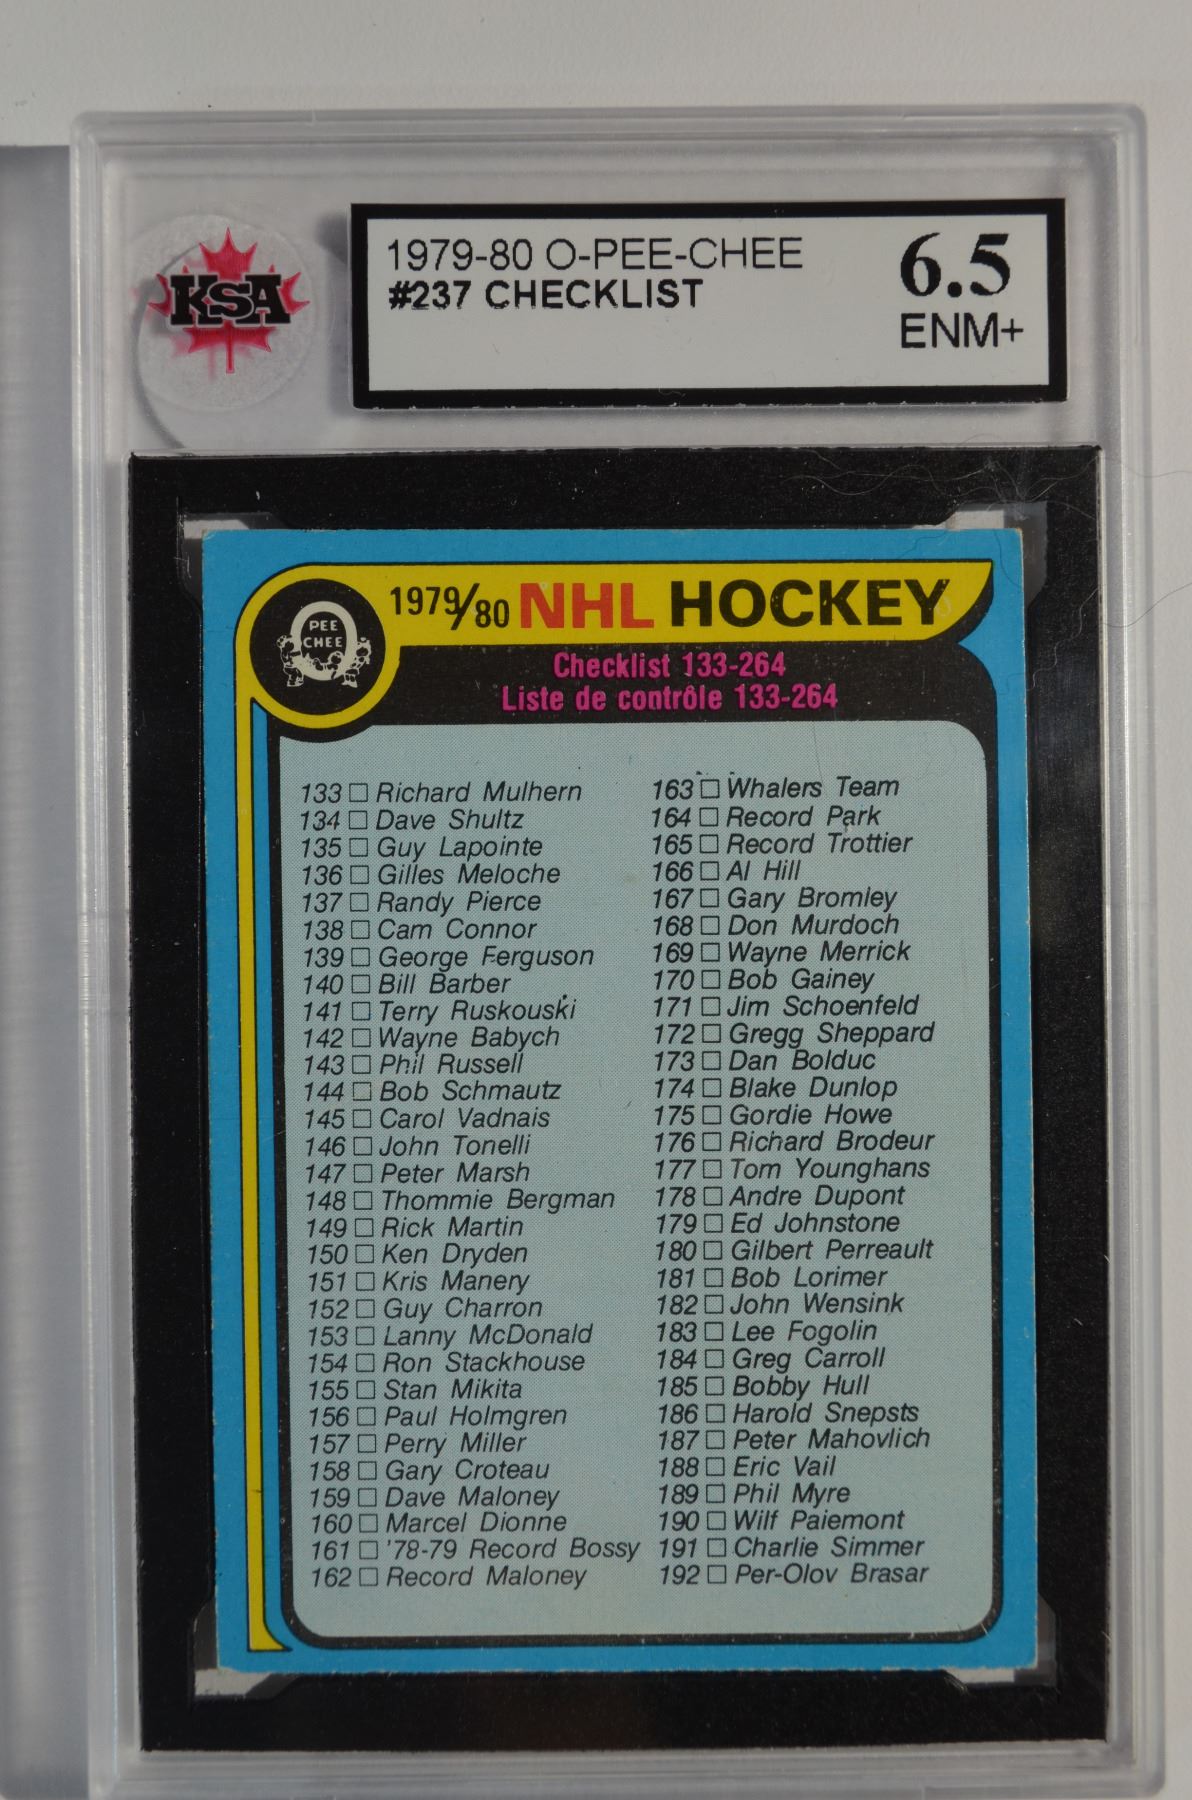 KSA
1979-80 O-PEE-CHEE
#237 CHECKLIST
6.5
ENM+
PEE
CHEE
1979/80 NHL HOCKEY
Checklist 133-264
Liste de contrôle 133-264
133 Richard Mulhern
134 Dave Shultz
135 Guy Lapointe
136 Gilles Meloche
137 Randy Pierce
138 Cam Connor
139 George Ferguson
140 Bill Barber
141 Terry Ruskouski
142 Wayne Babych
143 Phil Russell
144 Bob Schmautz
145 Carol Vadnais
146 John Tonelli
147 Peter Marsh
148 Thommie Bergman
149 Rick Martin
150 Ken Dryden
151 Kris Manery
152 Guy Charron
153 Lanny McDonald
154 Ron Stackhouse
155 Stan Mikita
156 Paul Holmgren
157 Perry Miller
158 Gary Croteau
159 Dave Maloney
160 Marcel Dionne
161 '78-79 Record Bossy
162 Record Maloney
163 Whalers Team
164 Record Park
165 Record Trottier
166 Al Hill
167 Gary Bromley
168 Don Murdoch
169 Wayne Merrick
170 Bob Gainey
171 Jim Schoenfeld
172 Gregg Sheppard
173 Dan Bolduc
174 Blake Dunlop
175 Gordie Howe
176 Richard Brodeur
177 Tom Younghans
178 Andre Dupont
179 Ed Johnstone
180 Gilbert Perreault
181 Bob Lorimer
182 John Wensink
183 Lee Fogolin
184 Greg Carroll
185 Bobby Hull
186 Harold Snepsts
187 Peter Mahovlich
188 Eric Vail
189 Phil Myre
190 Wilf Paiemont
191 Charlie Simmer
192 Per-Olov Brasar